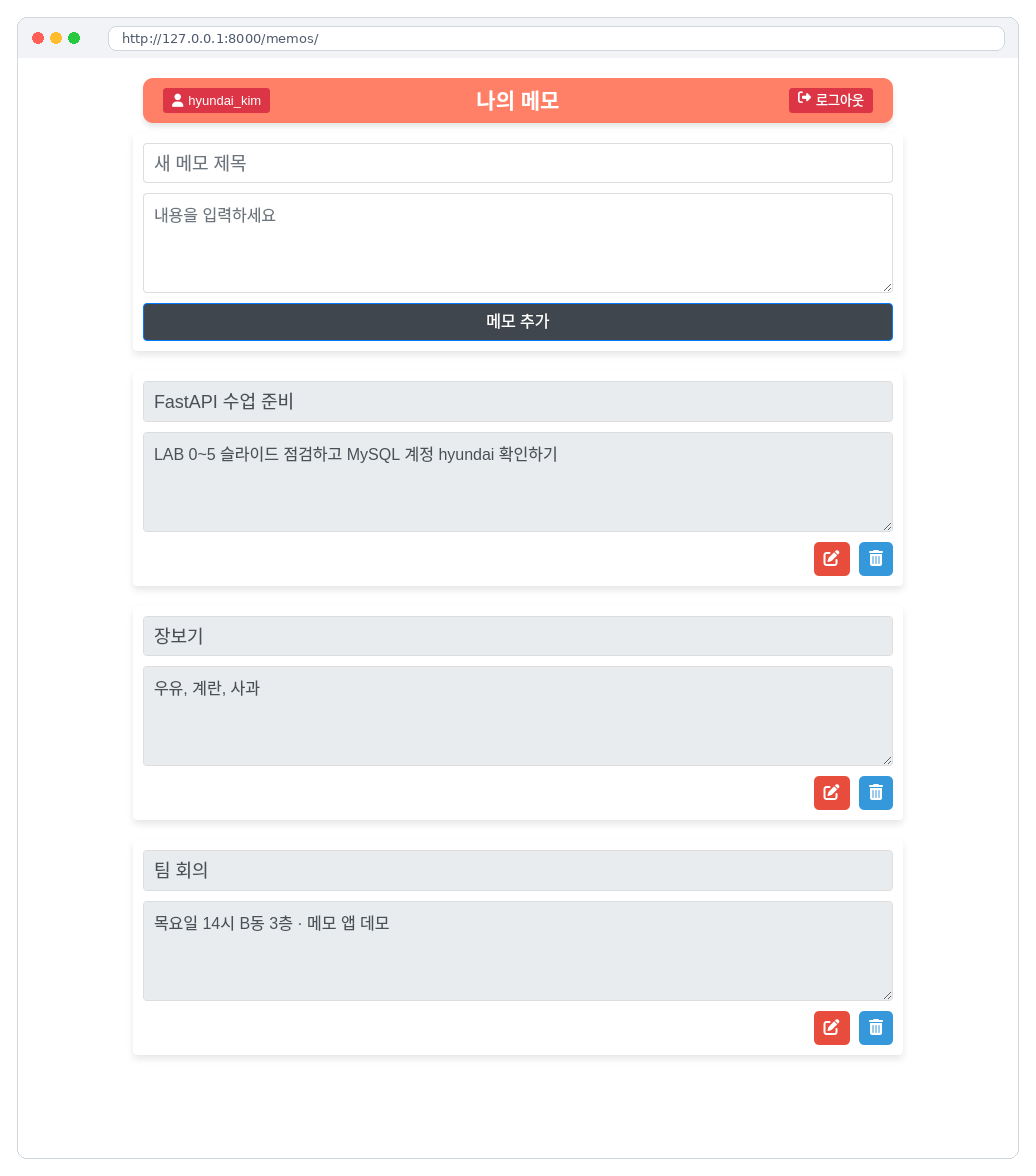 http://127.0.0.1:8000/memos/
hyundai_kim
나의 메모
로그아웃
새 메모 제목
내용을 입력하세요
메모 추가
FastAPI 수업 준비
LAB 0~5 슬라이드 점검하고 MySQL 계정 hyundai 확인하기
장보기
우유, 계란, 사과
팀 회의
목요일 14시 B동 3층 · 메모 앱 데모